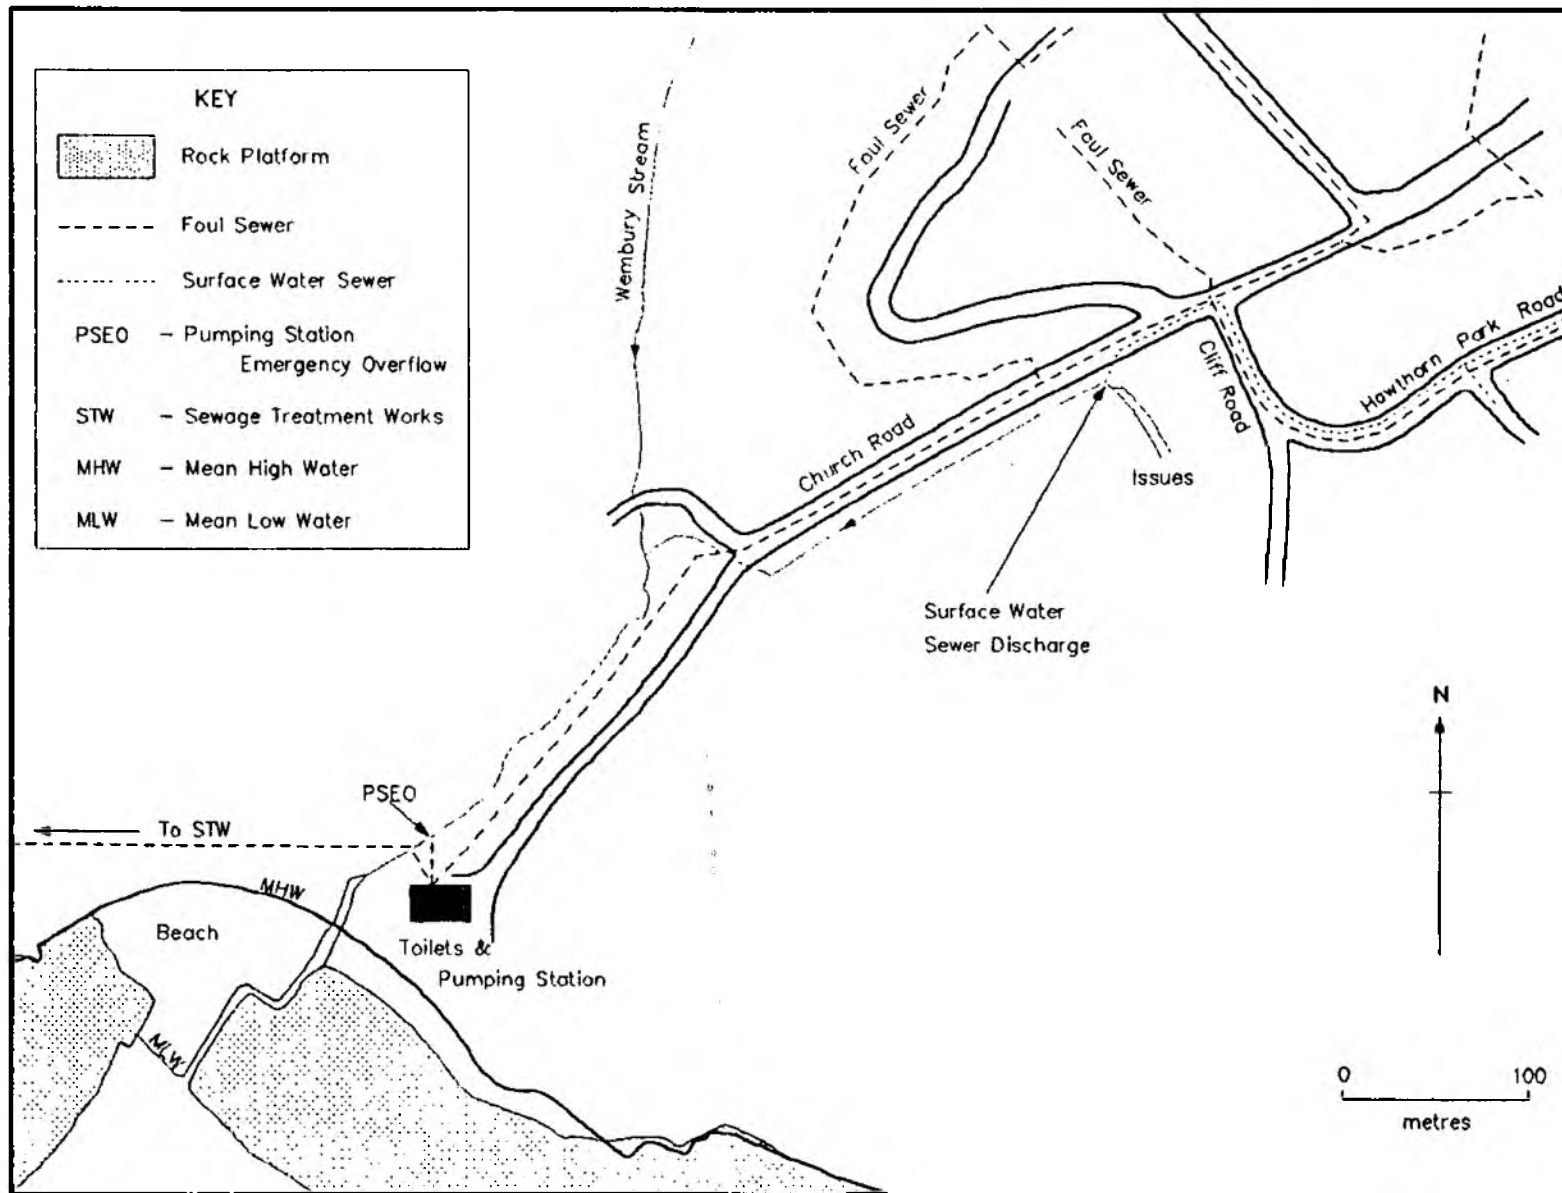 KEY
Rock Platform
Foul Sewer
Surface Water Sewer
PSEO – Pumping Station
Emergency Overflow
STW – Sewage Treatment Works
MHW – Mean High Water
MLW – Mean Low Water
Wembury Stream
Foul Sewer
Foul Sewer
Church Road
Cliff Road
Hawthorn Park Road
Issues
Surface Water
Sewer Discharge
N
PSEO
To STW
MHW
Beach
Toilets &
Pumping Station
MLW
0 100
metres